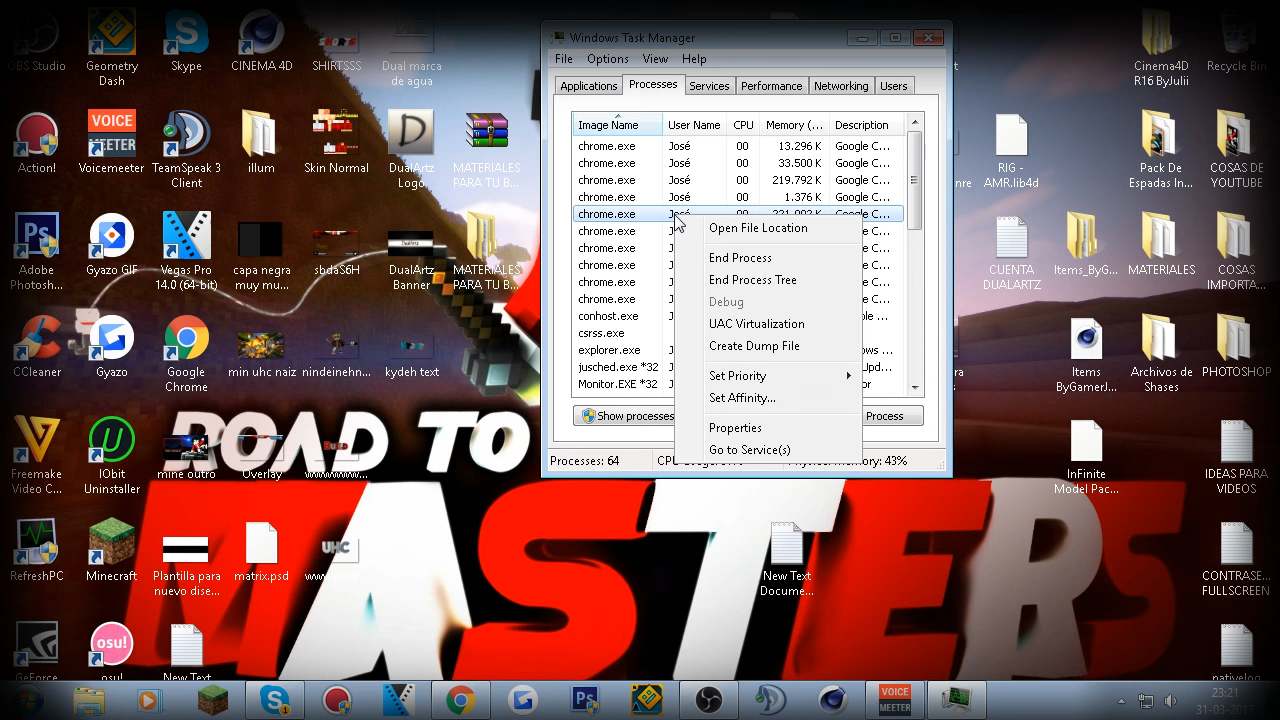 OBS Studio
Geometry
Dash
Skype
CINEMA 4D
SHIRTSSS
Dual marca
de agua
Action!
Voicemeeter
VOICE
MEETER
TeamSpeak 3
Client
illum
Skin Normal
DualArtz
Logo
MATERIALES
PARA TU B...
Adobe
Photosh...
Gyazo GIF
Vegas Pro
14.0 (64-bit)
capa negra
muy mu...
sbdaS6H
DualArtz
Banner
MATERIALES
PARA TU B...
CCleaner
Gyazo
Google
Chrome
min uhc naiz
nindeinehn...
kydeh text
Freemake
Video C...
IObit
Uninstaller
mine outro
Overlay
wwwwww...
RefreshPC
Minecraft
Plantilla para
nuevo dise...
matrix.psd
UHC
GeForce
osu!
osu!
New Text
ROAD TO
MASTERS
Windows Task Manager
File Options View Help
Applications Processes Services Performance Networking Users
Image Name User Name CPU Memory (... Description
chrome.exe José 00 13.296 K Google C...
chrome.exe José 00 33.500 K Google C...
chrome.exe José 00 219.792 K Google C...
chrome.exe José 00 1.376 K Google C...
chrome.exe José 00 Google C...
chrome.exe
chrome.exe
chrome.exe
chrome.exe
chrome.exe
conhost.exe
csrss.exe
explorer.exe
jusched.exe *32
Monitor.EXE *32
Show processes
Process
Processes: 64
Physical Memory: 43%
Open File Location
End Process
End Process Tree
Debug
UAC Virtualization
Create Dump File
Set Priority
Set Affinity...
Properties
Go to Service(s)
New Text
Docume...
RIG -
AMR.lib4d
CUENTA
DUALARTZ
Items_ByG...
Items
ByGamerJ...
InFinite
Model Pac...
Cinema4D
R16 ByJulii
Recycle Bin
Pack De
Espadas In...
COSAS DE
YOUTUBE
MATERIALES
COSAS
IMPORTA...
Archivos de
Shases
PHOTOSHOP
IDEAS PARA
VIDEOS
CONTRASE...
FULLSCREEN
nativelog
VOICE
MEETER
23:21